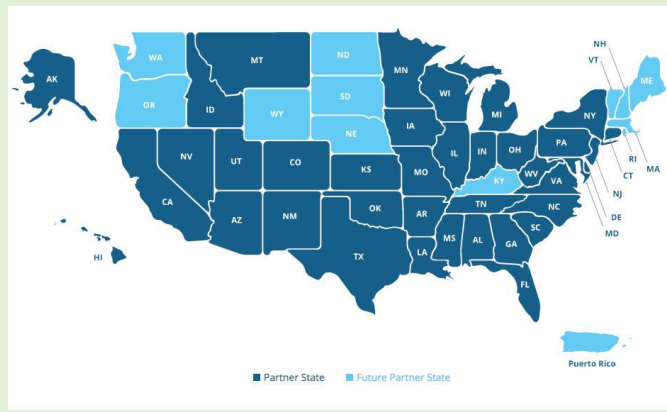 NH
VT
WA
MT
ND
ME
AK
MN
OR
ID
SD
WI
WY
MI
NY
IA
NE
PA
RI
MA
NV
UT
CO
IL
IN
OH
CT
KS
MO
WV
VA
KY
NJ
CA
NC
DE
TN
MD
OK
AZ
NM
AR
SC
MS
AL
GA
HI
TX
LA
FL
Puerto Rico
Partner State
Future Partner State